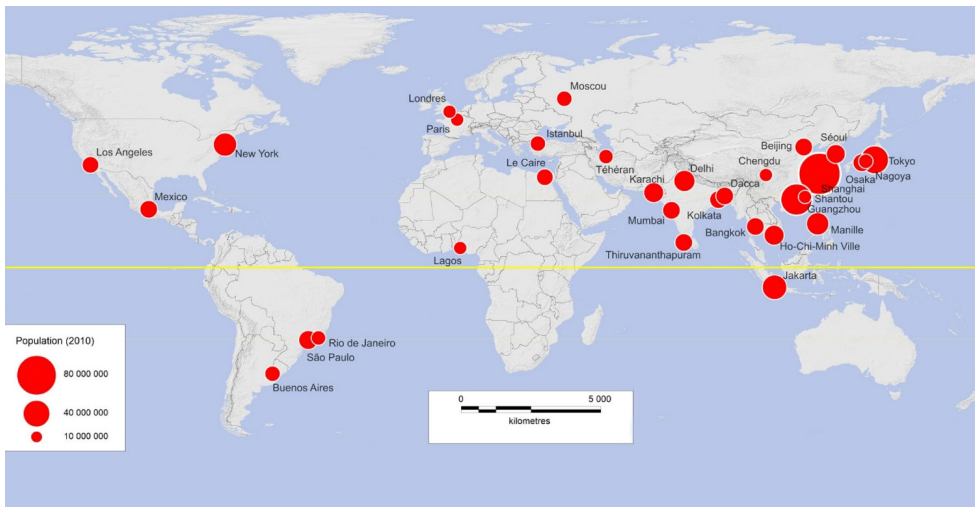 Moscou
Londres
Paris
Istanbul
New York
Los Angeles
Le Caire
Téhéran
Mexico
Lagos
Karachi
Delhi
Mumbai
Kolkata
Dacca
Thiruvananthapuram
Beijing
Séoul
Chengdu
Tokyo
Nagoya
Osaka
Shanghai
Shantou
Guangzhou
Manille
Bangkok
Ho-Chi-Minh Ville
Jakarta
Rio de Janeiro
São Paulo
Buenos Aires
Population (2010)
80 000 000
40 000 000
10 000 000
0 5 000
kilometres